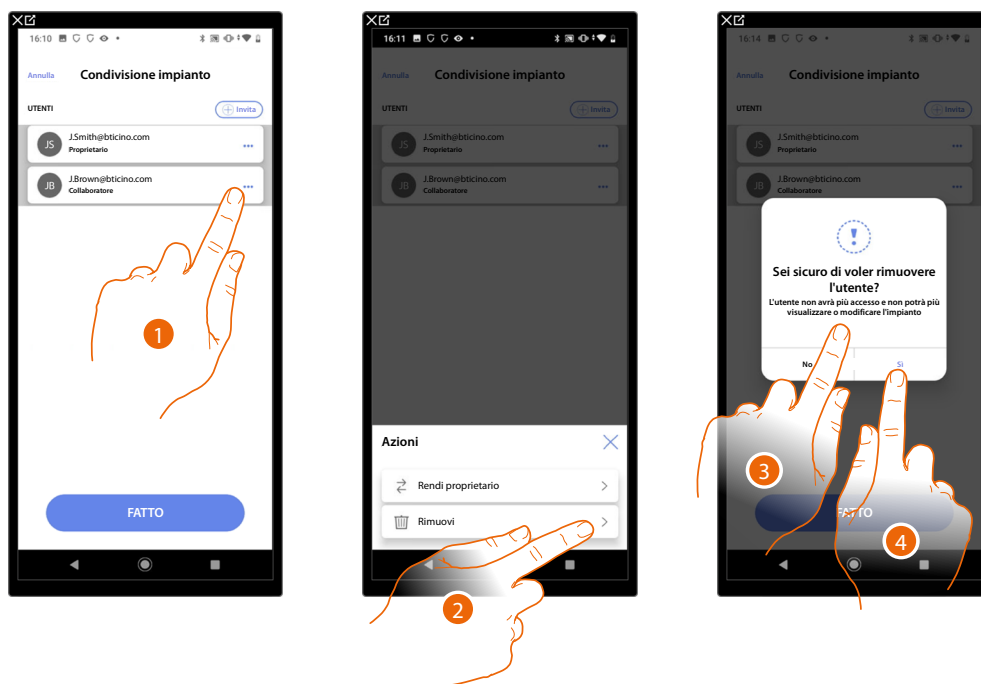 16:10
Annulla Condivisione impianto
UTENTI Invita
JS J.Smith@bticino.com
Proprietario
JB J.Brown@bticino.com
Collaboratore
1
FATTO
16:11
Annulla Condivisione impianto
UTENTI Invita
JS J.Smith@bticino.com
Proprietario
JB J.Brown@bticino.com
Collaboratore
Azioni
Rendi proprietario
Rimuovi
2
16:14
Annulla Condivisione impianto
UTENTI Invita
JS J.Smith@bticino.com
Proprietario
JB J.Brown@bticino.com
Collaboratore
Sei sicuro di voler rimuovere
l'utente?
L'utente non avrà più accesso e non potrà più
visualizzare o modificare l'impianto
No Sì
3
FATTO
4